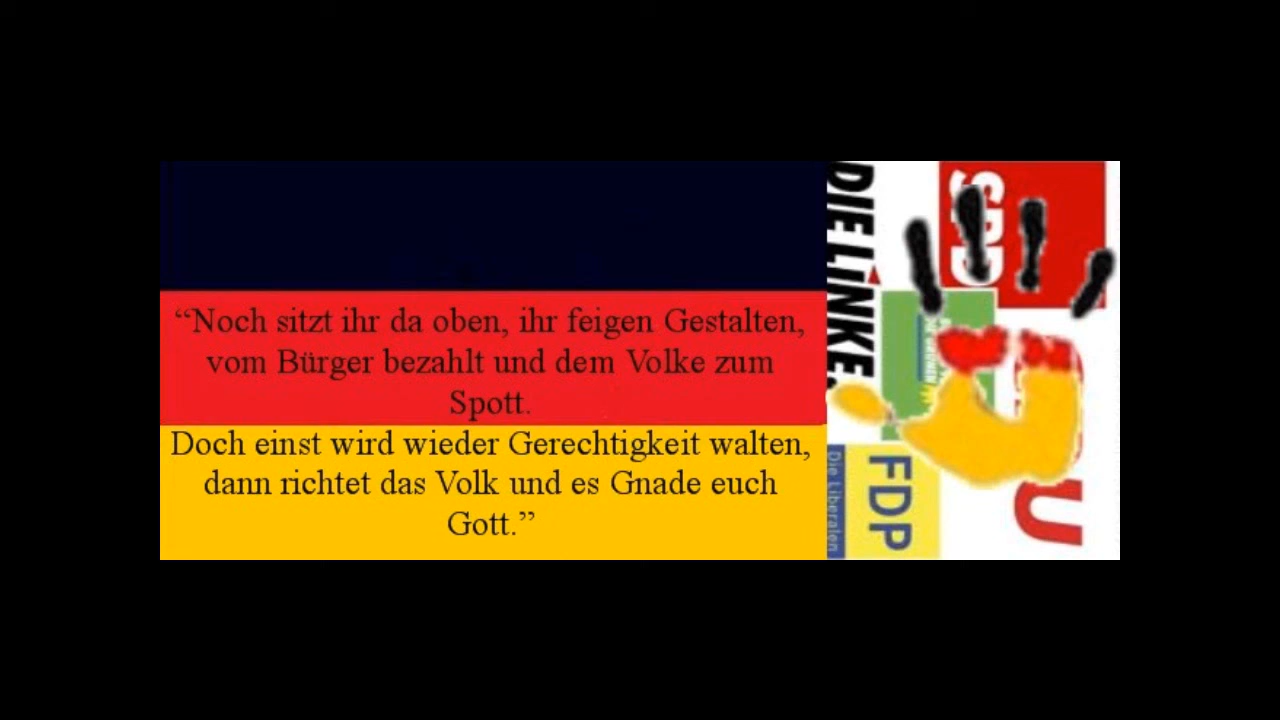 “Noch sitzt ihr da oben, ihr feigen Gestalten,
vom Bürger bezahlt und dem Volke zum
Spott.
Doch einst wird wieder Gerechtigkeit walten,
dann richtet das Volk und es Gnade euch
Gott.”
DIE LINKE.
SPD
FDP
Die Liberalen
U